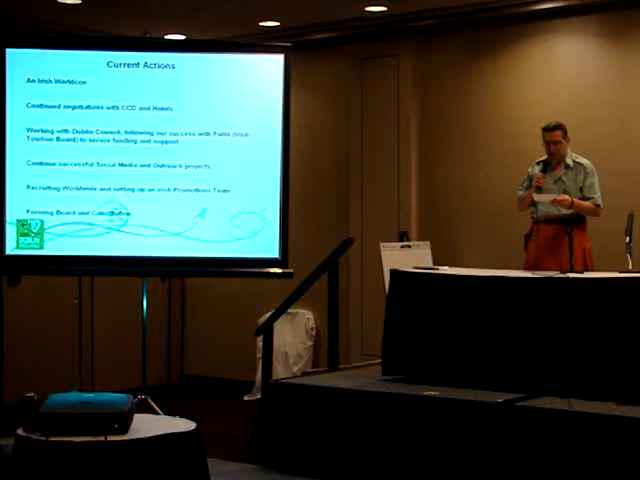 Current Actions
An Irish Worldcon
Continued negotiations with CCD and Hotels
Working with Dublin Council, following our success with Failte (Irish
Tourism Board) to secure funding and support
Continue successful Social Media and Outreach projects
Recruiting Worldwide and setting up an Irish Promotions Team
Forming Board and Constitution
DUBLIN